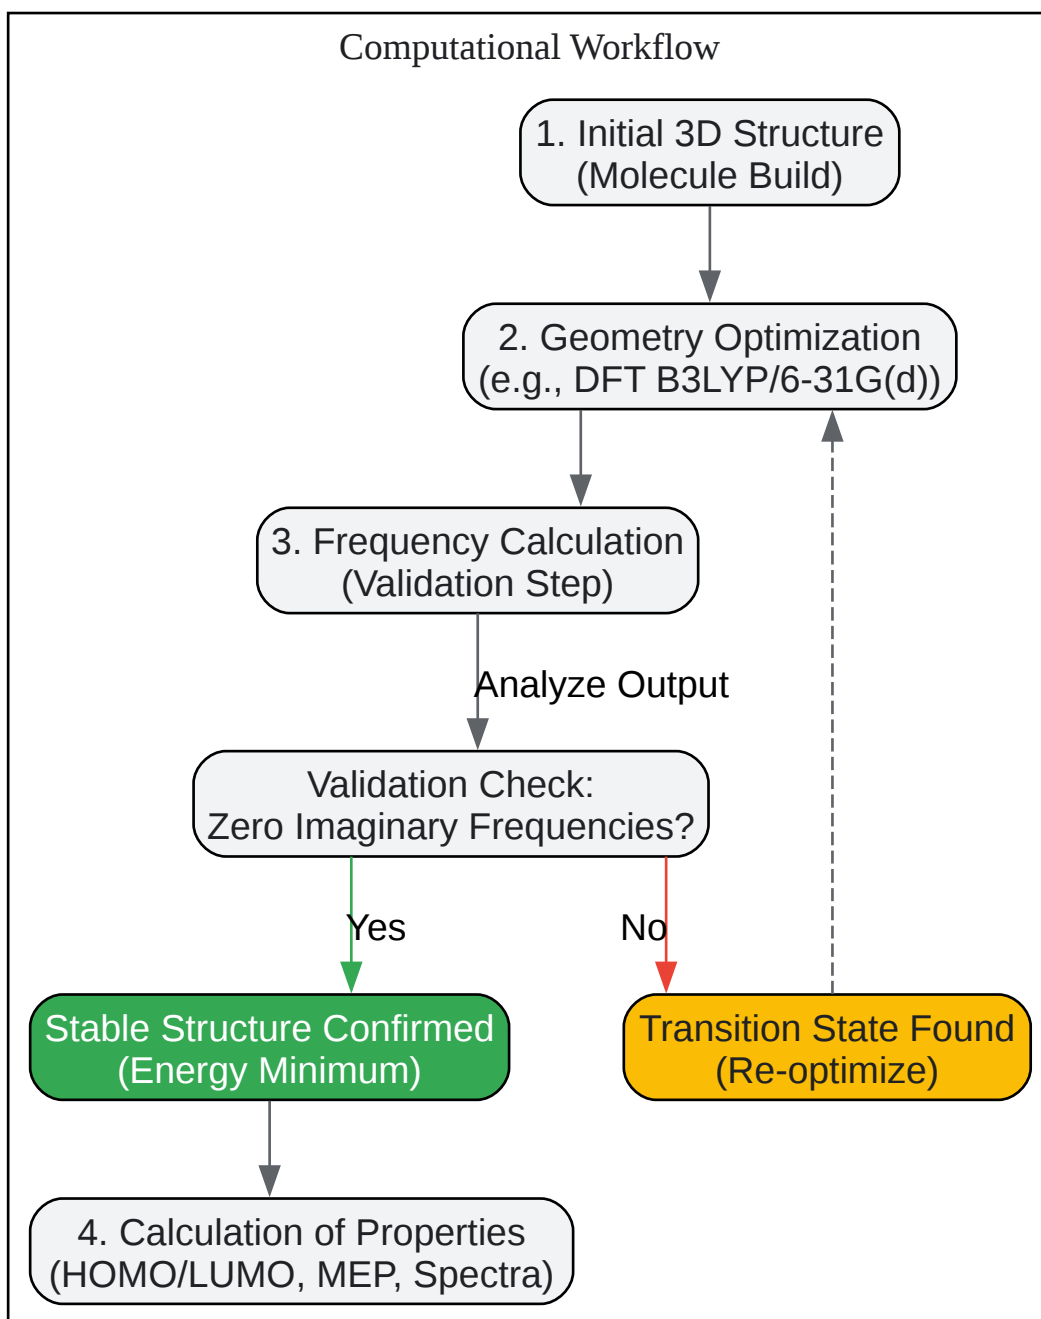 Computational Workflow
1. Initial 3D Structure
(Molecule Build)
2. Geometry Optimization
(e.g., DFT B3LYP/6-31G(d))
3. Frequency Calculation
(Validation Step)
Analyze Output
Validation Check:
Zero Imaginary Frequencies?
Yes
No
Stable Structure Confirmed
(Energy Minimum)
Transition State Found
(Re-optimize)
4. Calculation of Properties
(HOMO/LUMO, MEP, Spectra)